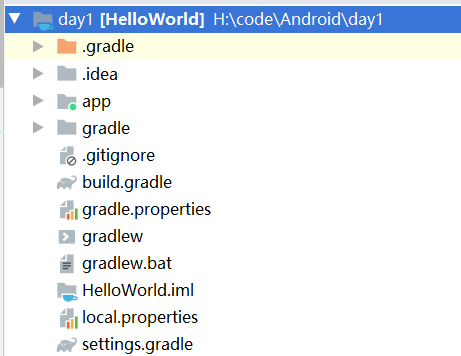 day1 [HelloWorld] H:\code\Android\day1
.gradle
.idea
app
gradle
.gitignore
build.gradle
gradle.properties
gradlew
gradlew.bat
HelloWorld.iml
local.properties
settings.gradle